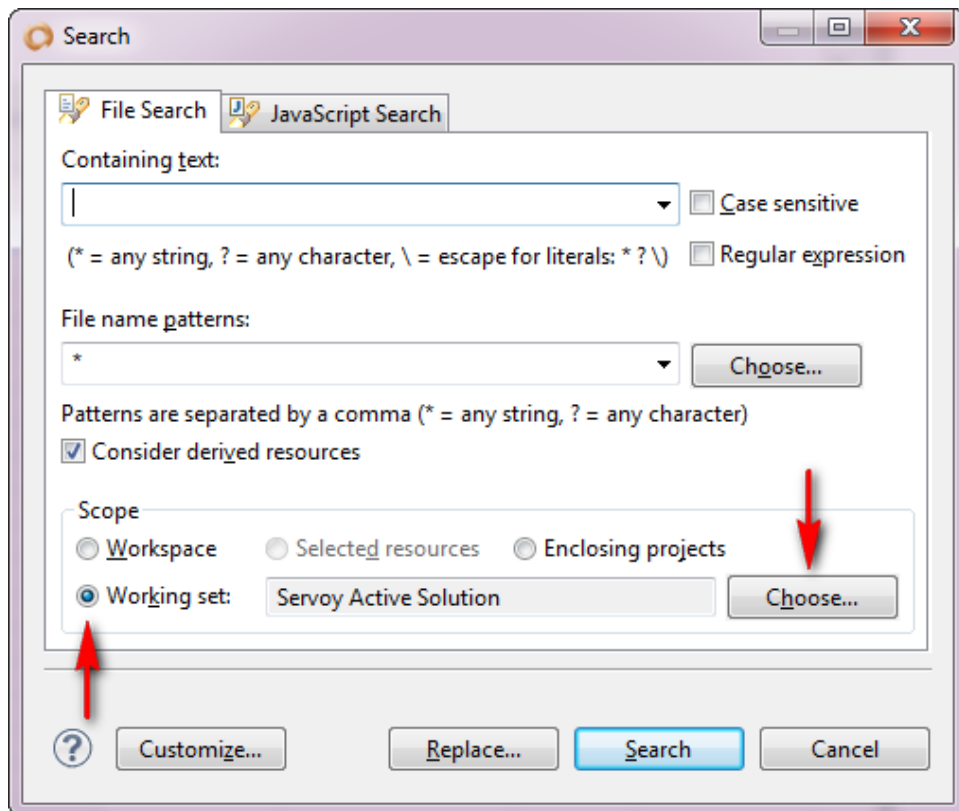 Search
File Search JavaScript Search
Containing text:
Case sensitive
(* = any string, ? = any character, \ = escape for literals: * ? \) Regular expression
File name patterns:
* Choose...
Patterns are separated by a comma (* = any string, ? = any character)
Consider derived resources
Scope
Workspace Selected resources Enclosing projects
Working set: Servoy Active Solution Choose...
? Customize... Replace... Search Cancel